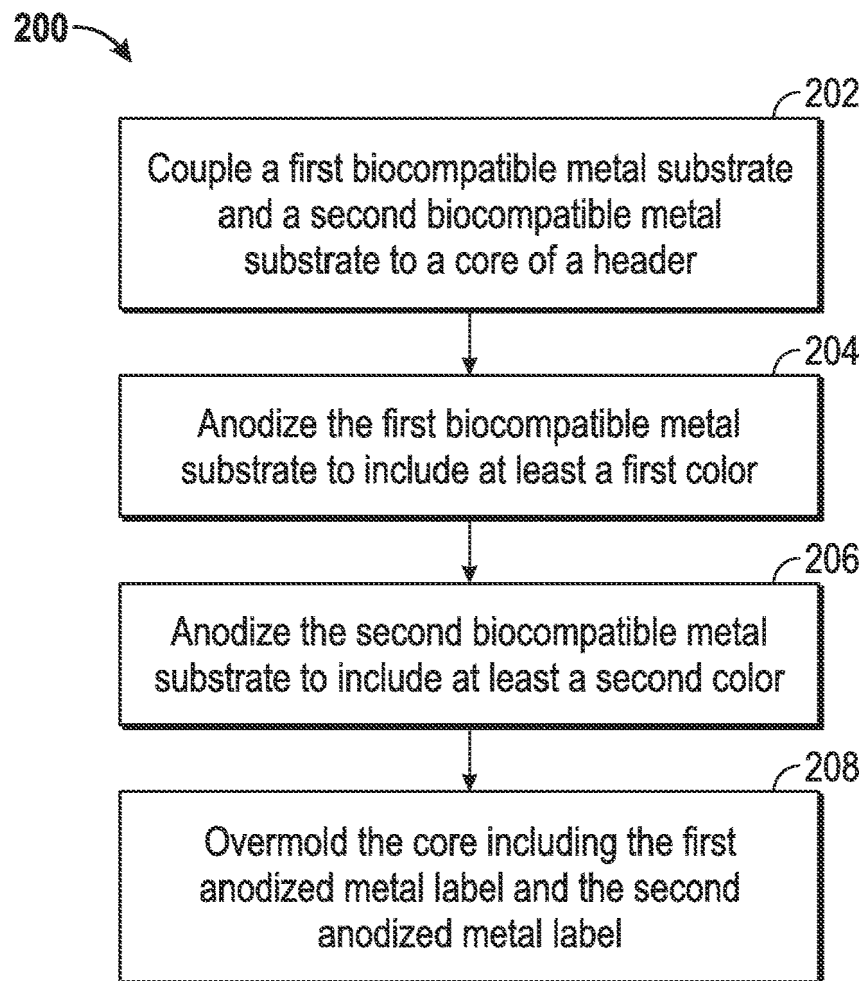 200
202
Couple a first biocompatible metal substrate
and a second biocompatible metal
substrate to a core of a header
204
Anodize the first biocompatible metal
substrate to include at least a first color
206
Anodize the second biocompatible metal
substrate to include at least a second color
208
Overmold the core including the first
anodized metal label and the second
anodized metal label